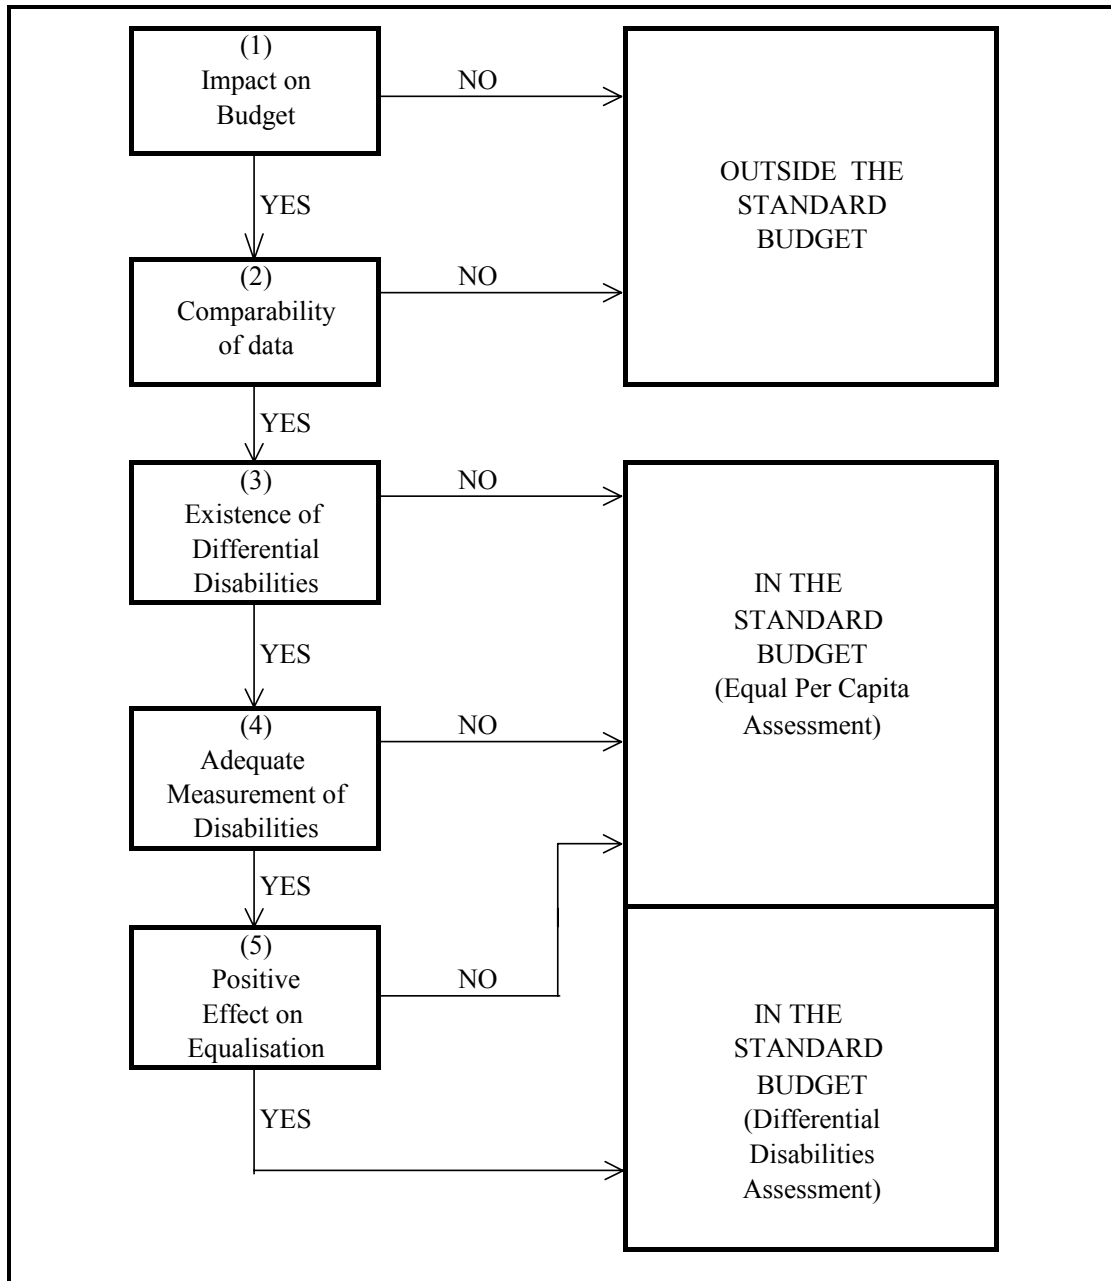 (1)
Impact on
Budget
NO
OUTSIDE THE
STANDARD
BUDGET
YES
(2)
Comparability
of data
NO
YES
(3)
Existence of
Differential
Disabilities
NO
IN THE
STANDARD
BUDGET
(Equal Per Capita
Assessment)
YES
(4)
Adequate
Measurement of
Disabilities
NO
YES
(5)
Positive
Effect on
Equalisation
NO
IN THE
STANDARD
BUDGET
(Differential
Disabilities
Assessment)
YES